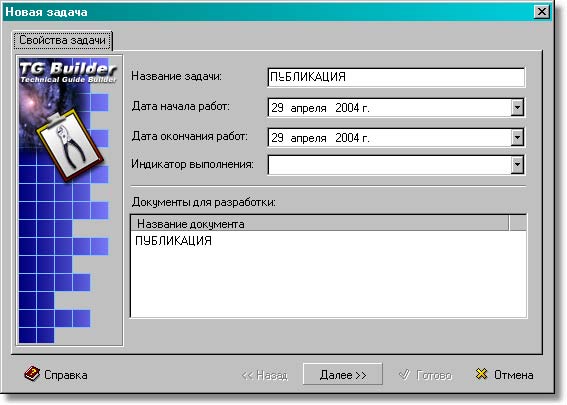 Новая задача
Свойства задачи
TG Builder
Technical Guide Builder
Название задачи: ПУБЛИКАЦИЯ
Дата начала работ: 29 апреля 2004 г.
Дата окончания работ: 29 апреля 2004 г.
Индикатор выполнения:
Документы для разработки:
Название документа
ПУБЛИКАЦИЯ
Справка << Назад Далее >> Готово Отмена